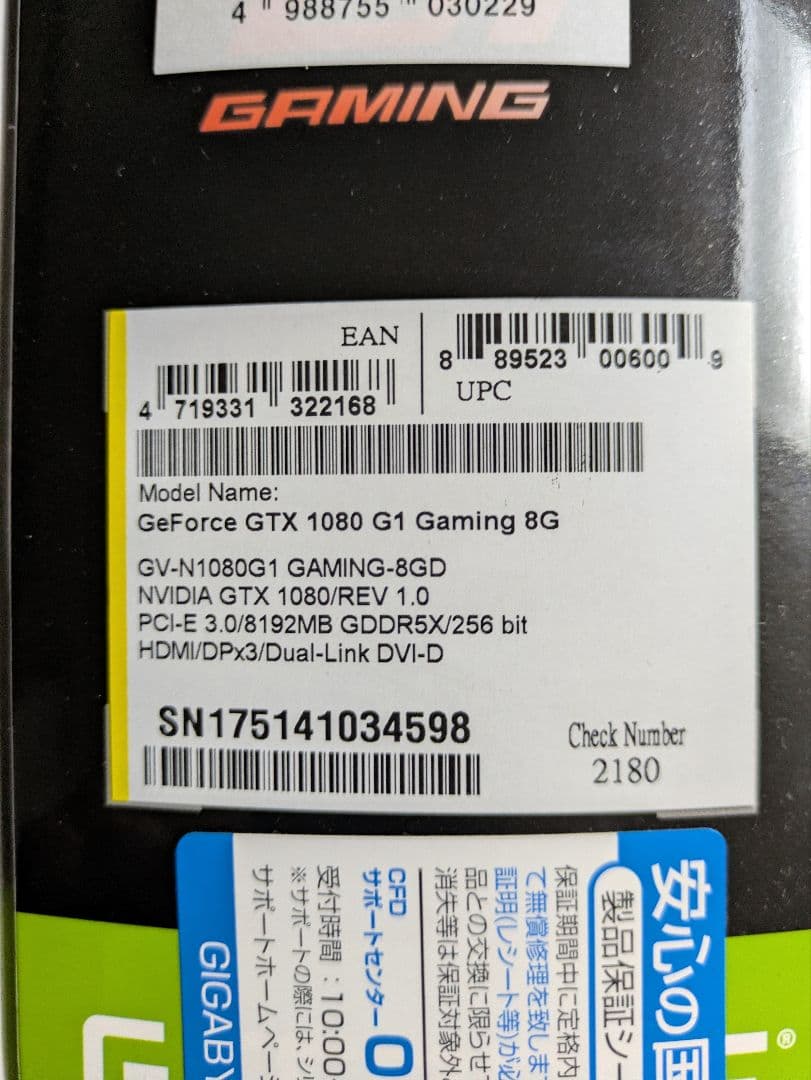 4 988755 030229
GAMING
EAN
4 719331 322168
8 89523 00600 9
UPC
Model Name:
GeForce GTX 1080 G1 Gaming 8G
GV-N1080G1 GAMING-8GD
NVIDIA GTX 1080/REV 1.0
PCI-E 3.0/8192MB GDDR5X/256 bit
HDMI/DPx3/Dual-Link DVI-D
SN175141034598
Check Number
2180
安心の国
製品保証シー
保証期間中に定格内
て無償修理を致しま
証明(レシート等)が必
品との交換に限らせ
消失等は保証対象外
CFD
サポートセンター 0
受付時間:10:00
※サポートの際には、シリ
サポートホームペー
GIGABY
®